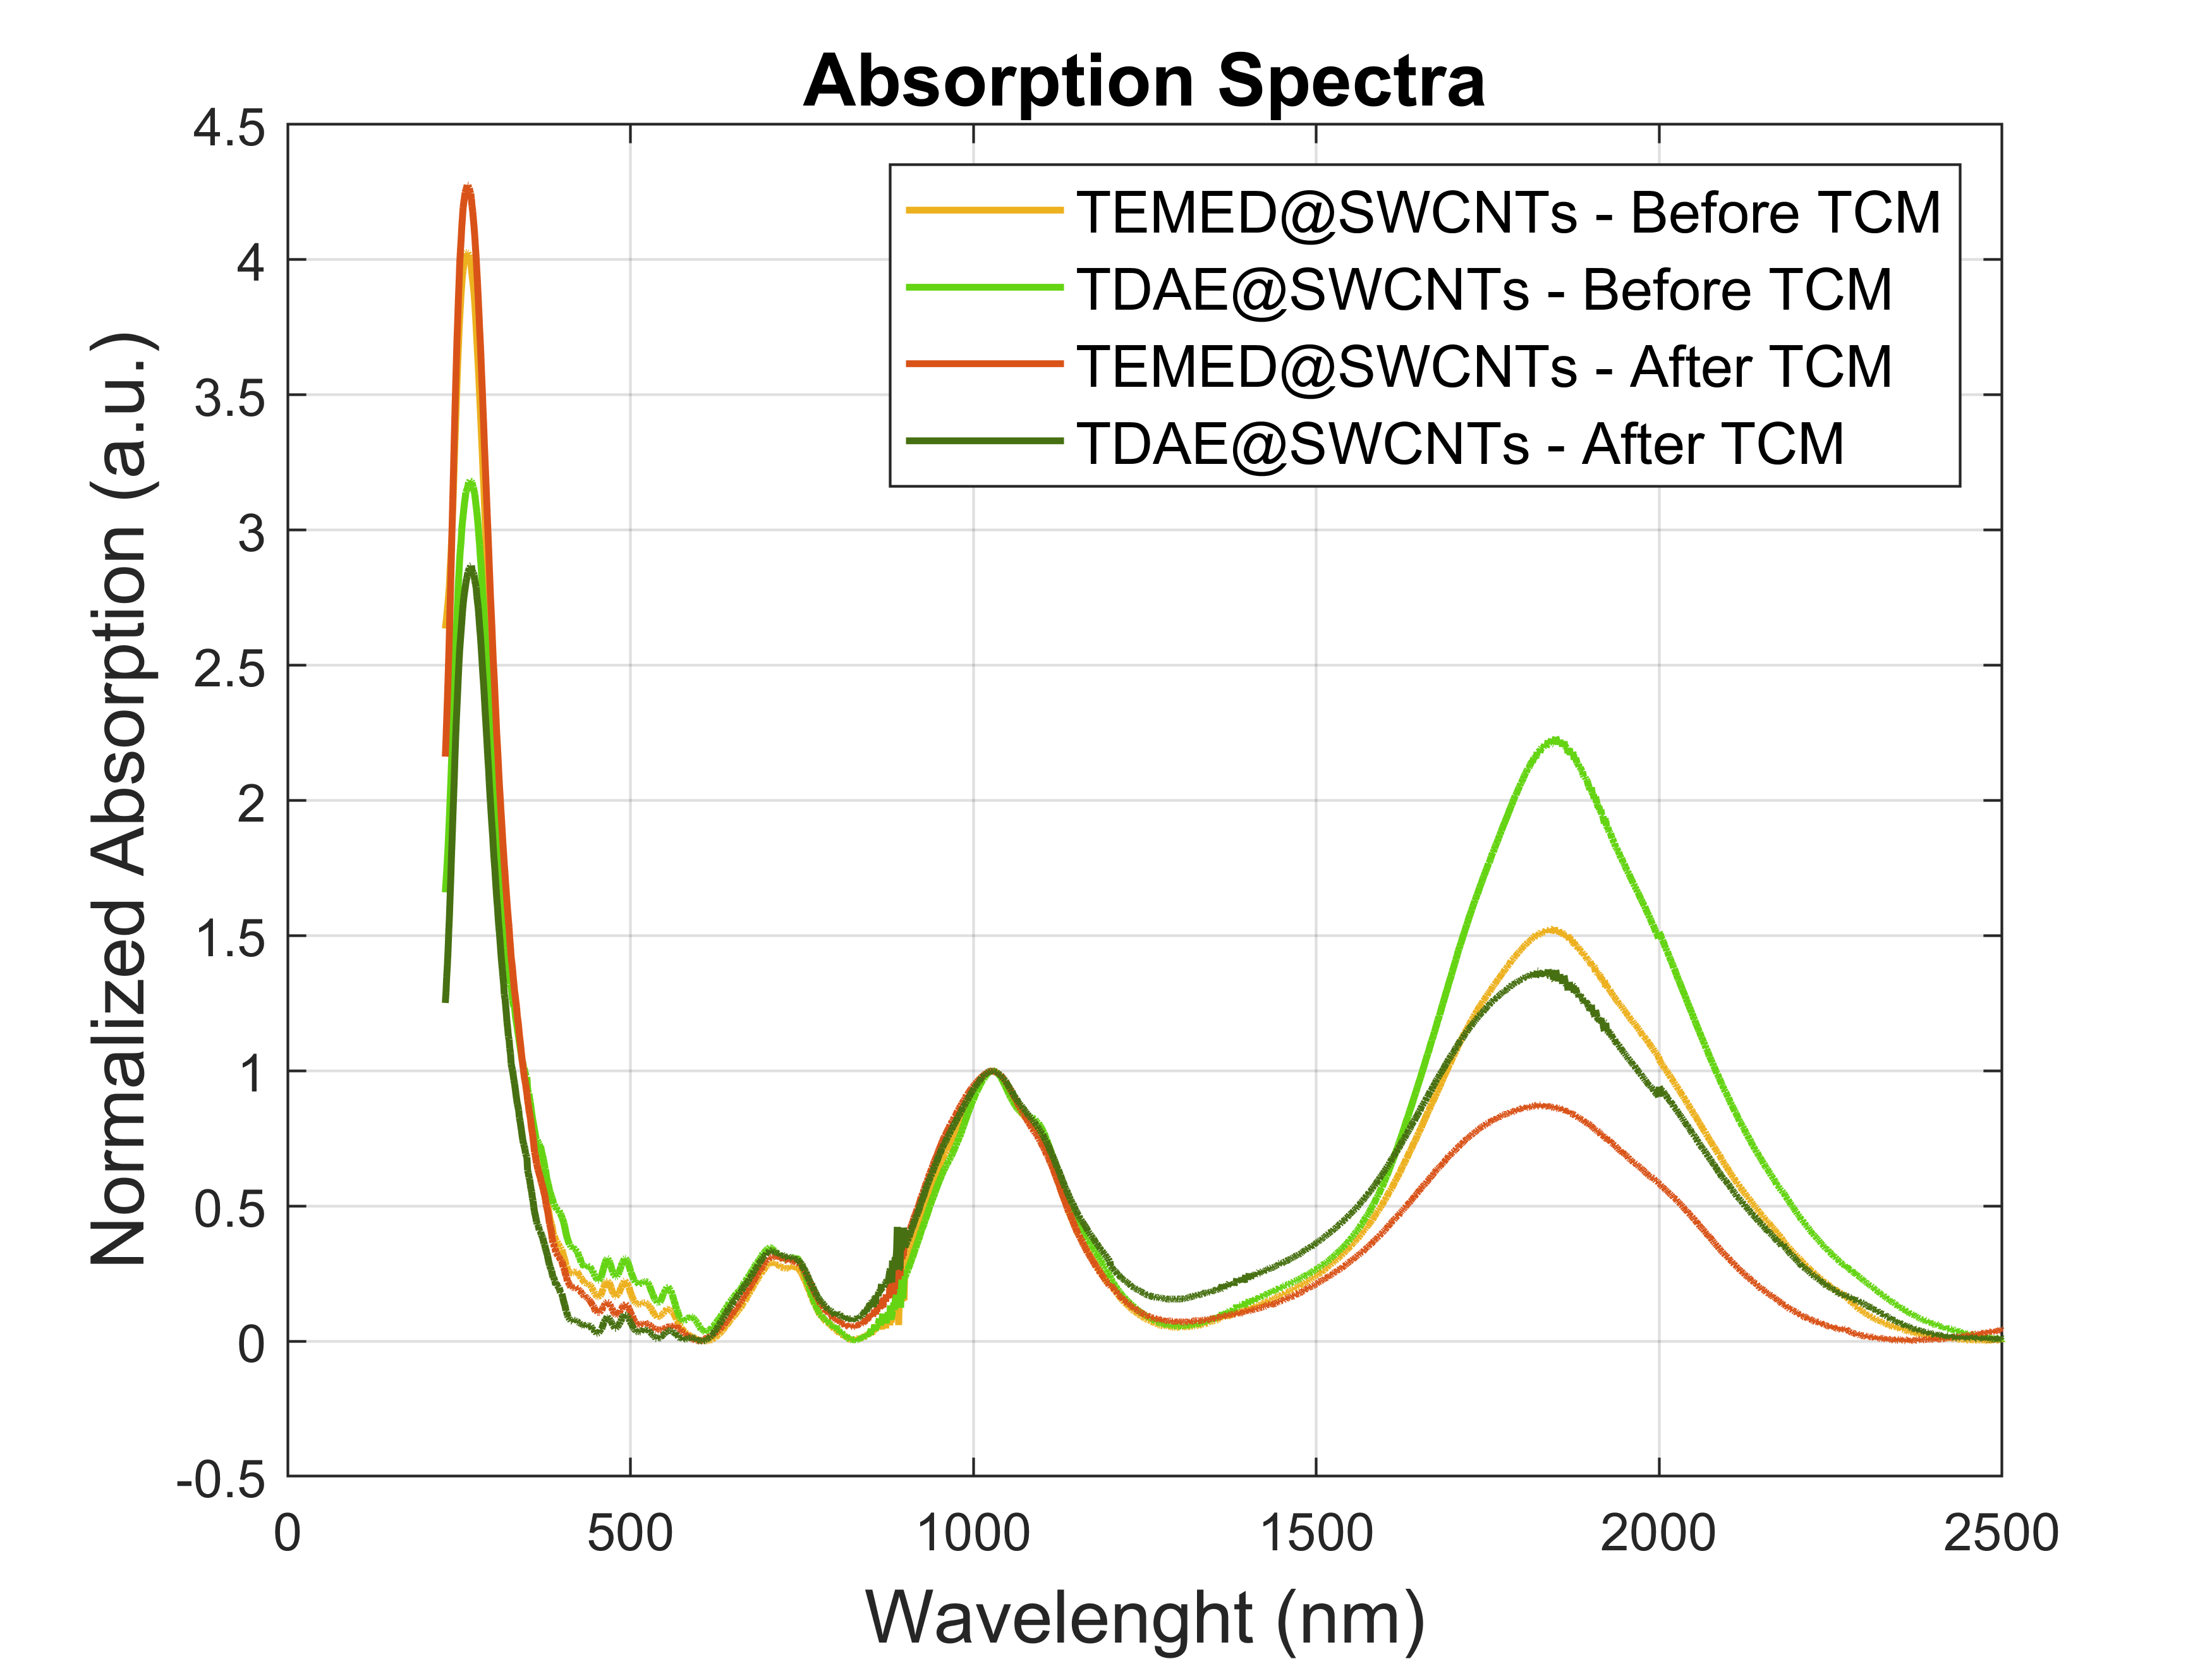 Absorption Spectra
4.5
4
3.5
3
2.5
2
1.5
1
0.5
0
-0.5
Normalized Absorption (a.u.)
TEMED@SWCNTs - Before TCM
TDAE@SWCNTs - Before TCM
TEMED@SWCNTs - After TCM
TDAE@SWCNTs - After TCM
0 500 1000 1500 2000 2500
Wavelenght (nm)